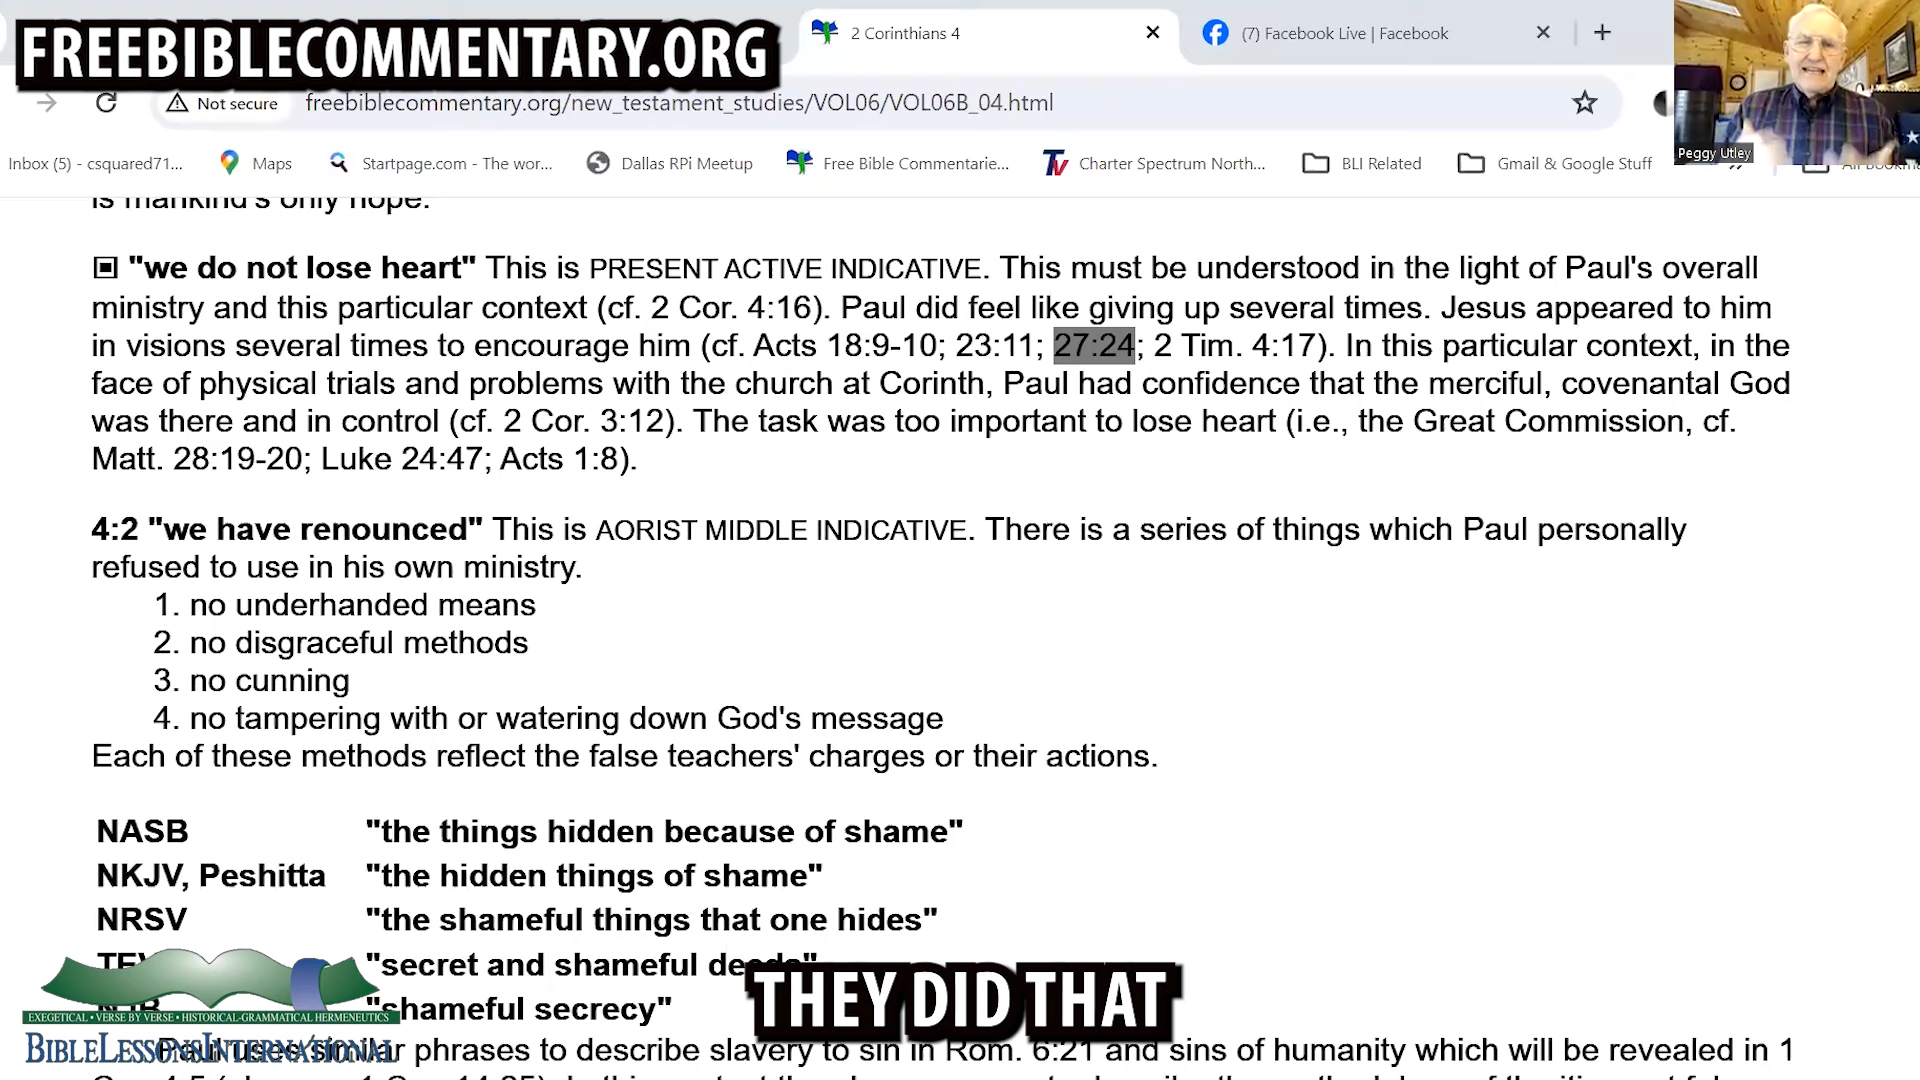 FREEBIBLECOMMENTARY.ORG
2 Corinthians 4
(7) Facebook Live | Facebook
Not secure
freebiblecommentary.org/new_testament_studies/VOL06/VOL06B_04.html
Inbox (5) - csquared71...
Maps
Startpage.com - The wor...
Dallas RPi Meetup
Free Bible Commentarie...
Charter Spectrum North...
BLI Related
Gmail & Google Stuff
Peggy Utley
is mankind's only hope.
"we do not lose heart" This is PRESENT ACTIVE INDICATIVE. This must be understood in the light of Paul's overall
ministry and this particular context (cf. 2 Cor. 4:16). Paul did feel like giving up several times. Jesus appeared to him
in visions several times to encourage him (cf. Acts 18:9-10; 23:11; 27:24; 2 Tim. 4:17). In this particular context, in the
face of physical trials and problems with the church at Corinth, Paul had confidence that the merciful, covenantal God
was there and in control (cf. 2 Cor. 3:12). The task was too important to lose heart (i.e., the Great Commission, cf.
Matt. 28:19-20; Luke 24:47; Acts 1:8).
4:2 "we have renounced" This is AORIST MIDDLE INDICATIVE. There is a series of things which Paul personally
refused to use in his own ministry.
1. no underhanded means
2. no disgraceful methods
3. no cunning
4. no tampering with or watering down God's message
Each of these methods reflect the false teachers' charges or their actions.
NASB "the things hidden because of shame"
NKJV, Peshitta "the hidden things of shame"
NRSV "the shameful things that one hides"
TEV "secret and shameful deeds"
NJB "shameful secrecy"
THEY DID THAT
EXEGETICAL • VERSE BY VERSE • HISTORICAL-GRAMMATICAL HERMENEUTICS
BIBLELESSONSINTERNATIONAL
Paul uses similar phrases to describe slavery to sin in Rom. 6:21 and sins of humanity which will be revealed in 1